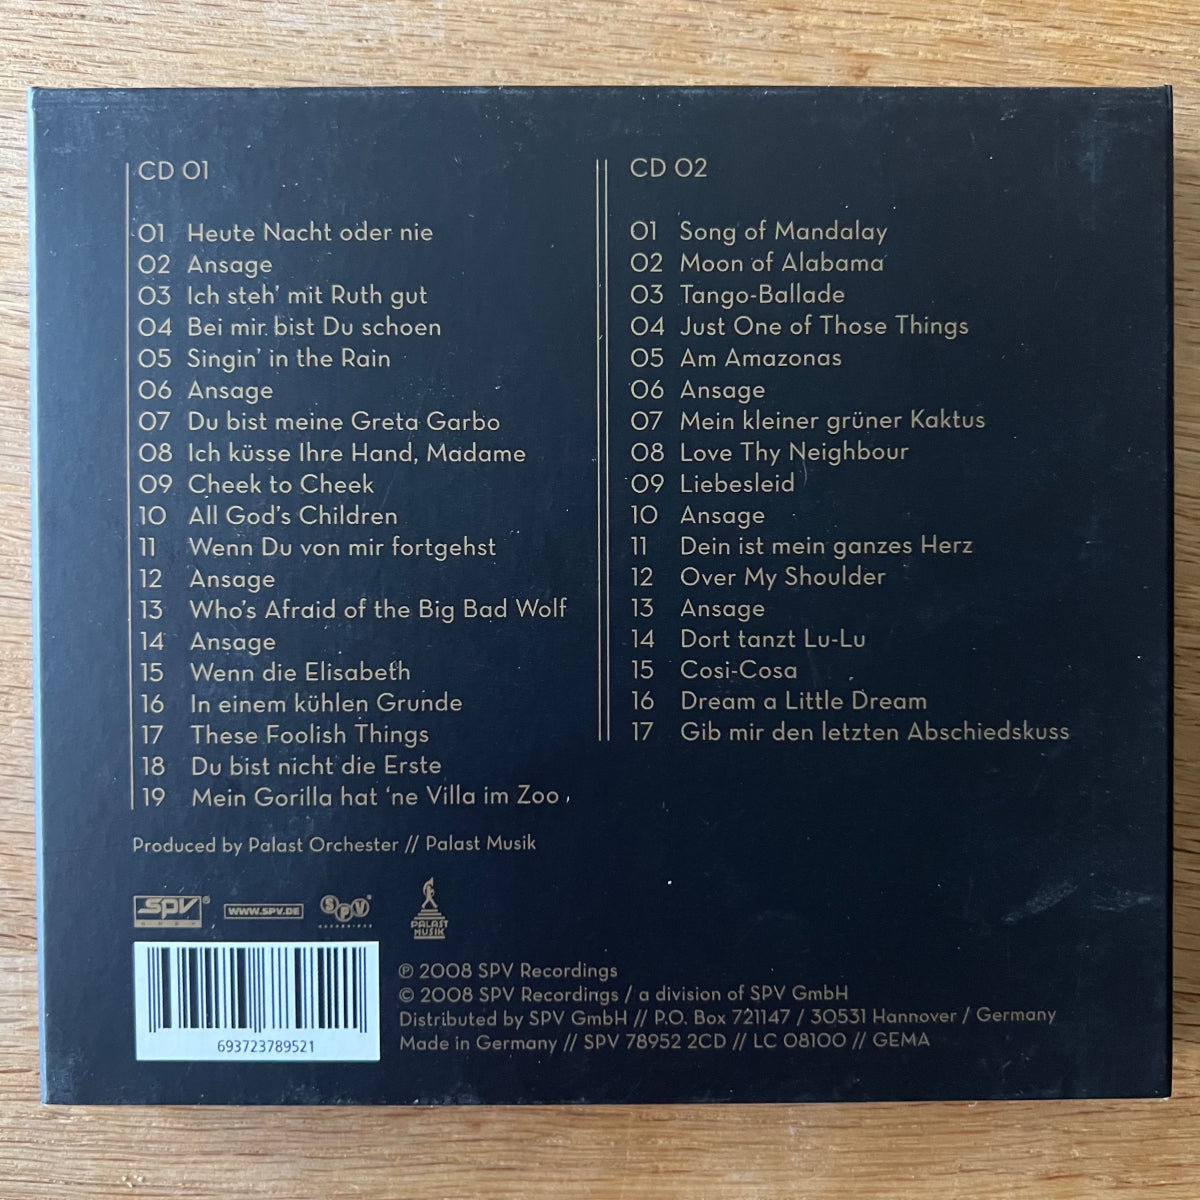 CD 01
01 Heute Nacht oder nie
02 Ansage
03 Ich steh' mit Ruth gut
04 Bei mir bist Du schoen
05 Singin' in the Rain
06 Ansage
07 Du bist meine Greta Garbo
08 Ich küsse Ihre Hand, Madame
09 Cheek to Cheek
10 All God's Children
11 Wenn Du von mir fortgehst
12 Ansage
13 Who's Afraid of the Big Bad Wolf
14 Ansage
15 Wenn die Elisabeth
16 In einem kühlen Grunde
17 These Foolish Things
18 Du bist nicht die Erste
19 Mein Gorilla hat 'ne Villa im Zoo
CD 02
01 Song of Mandalay
02 Moon of Alabama
03 Tango-Ballade
04 Just One of Those Things
05 Am Amazonas
06 Ansage
07 Mein kleiner grüner Kaktus
08 Love Thy Neighbour
09 Liebesleid
10 Ansage
11 Dein ist mein ganzes Herz
12 Over My Shoulder
13 Ansage
14 Dort tanzt Lu-Lu
15 Cosi-Cosa
16 Dream a Little Dream
17 Gib mir den letzten Abschiedskuss
Produced by Palast Orchester // Palast Musik
SPV®
WWW.SPV.DE
SPV®
PALAST
MUSIK
693723789521
℗ 2008 SPV Recordings
© 2008 SPV Recordings / a division of SPV GmbH
Distributed by SPV GmbH // P.O. Box 721147 / 30531 Hannover / Germany
Made in Germany // SPV 78952 2CD // LC 08100 // GEMA